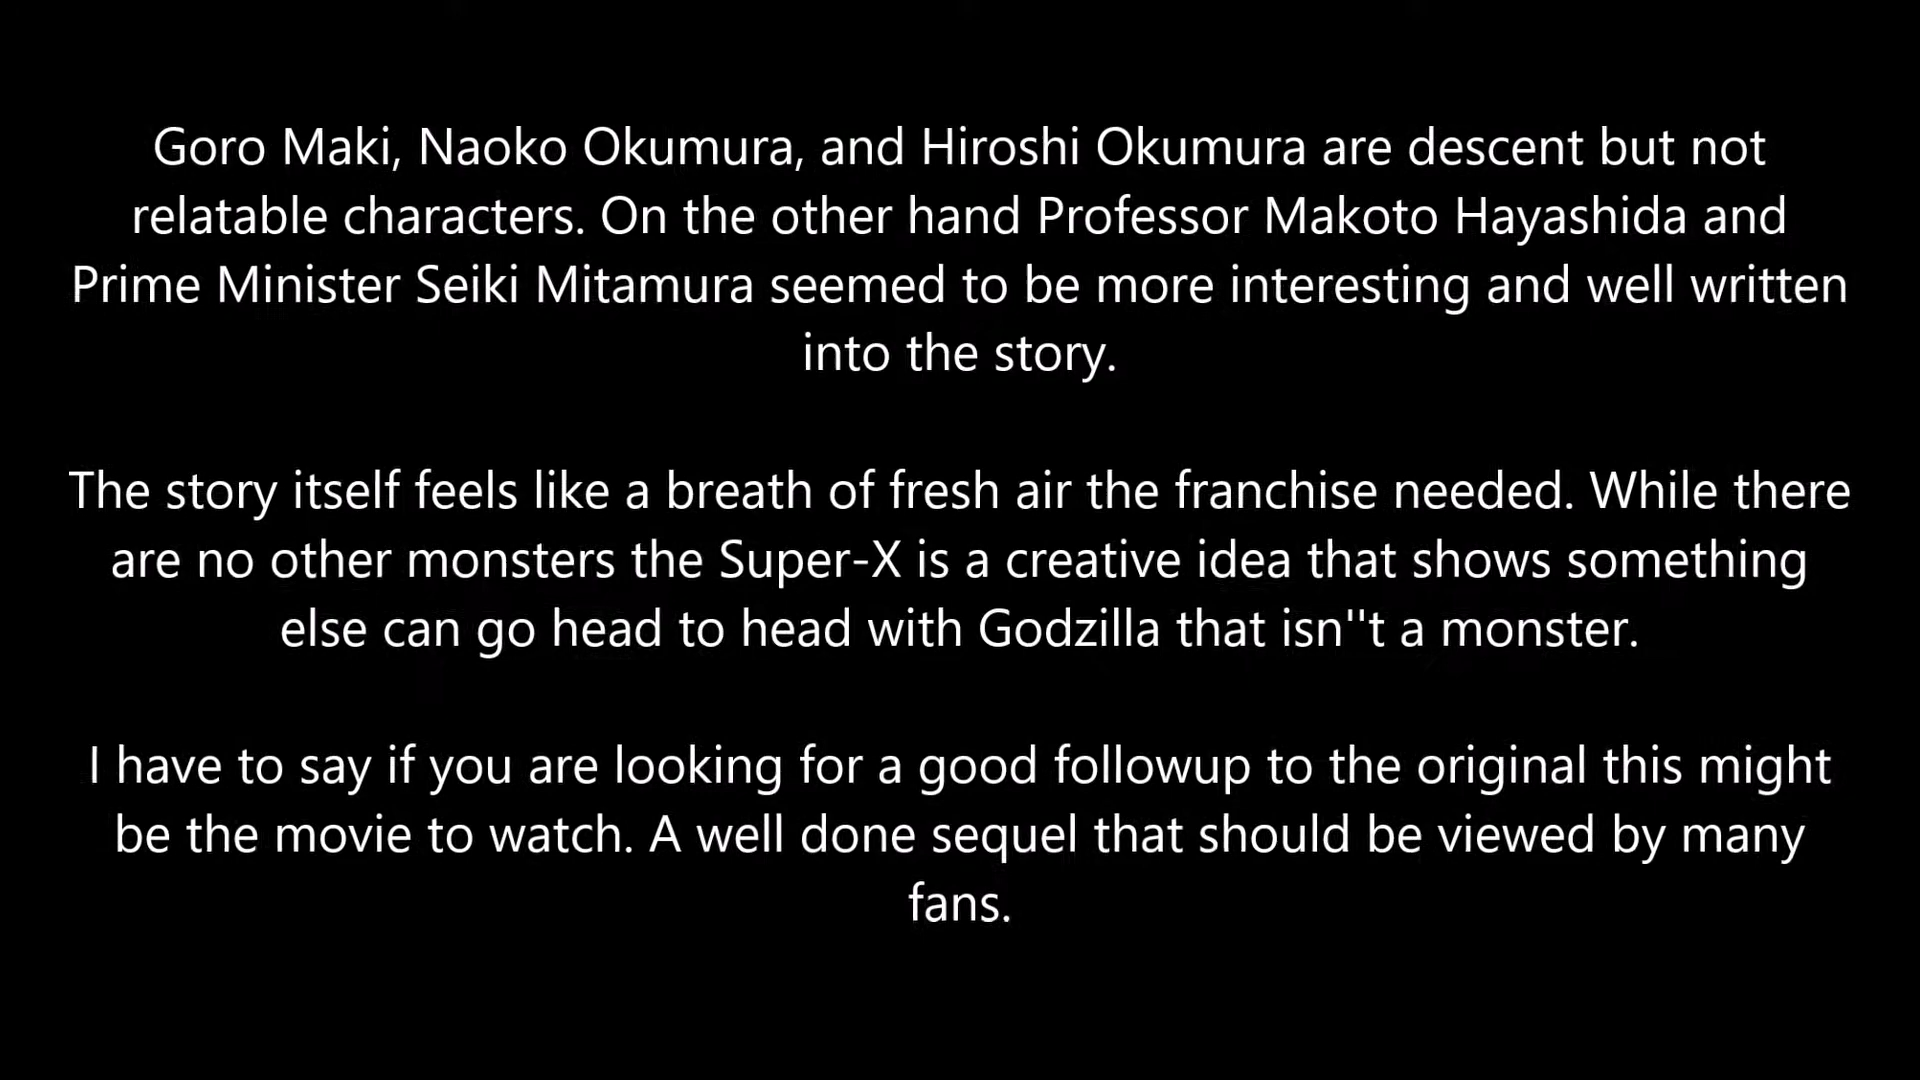 Goro Maki, Naoko Okumura, and Hiroshi Okumura are descent but not
relatable characters. On the other hand Professor Makoto Hayashida and
Prime Minister Seiki Mitamura seemed to be more interesting and well written
into the story.
The story itself feels like a breath of fresh air the franchise needed. While there
are no other monsters the Super-X is a creative idea that shows something
else can go head to head with Godzilla that isn''t a monster.
I have to say if you are looking for a good followup to the original this might
be the movie to watch. A well done sequel that should be viewed by many
fans.